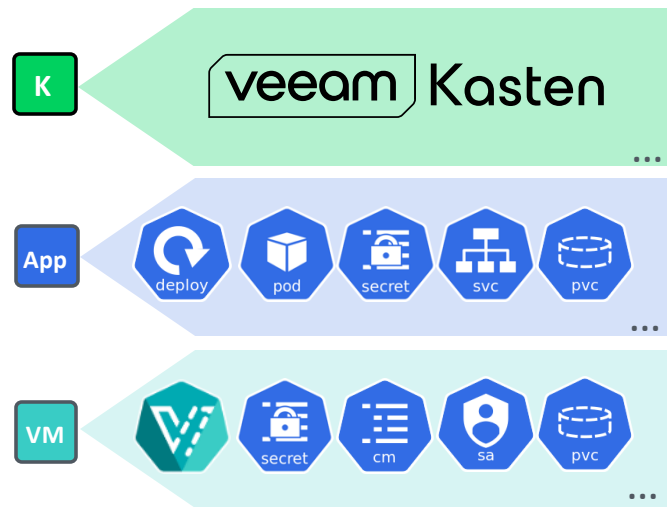 K
veeam Kasten
...
App
deploy pod secret svc pvc
...
VM
secret cm sa pvc
...